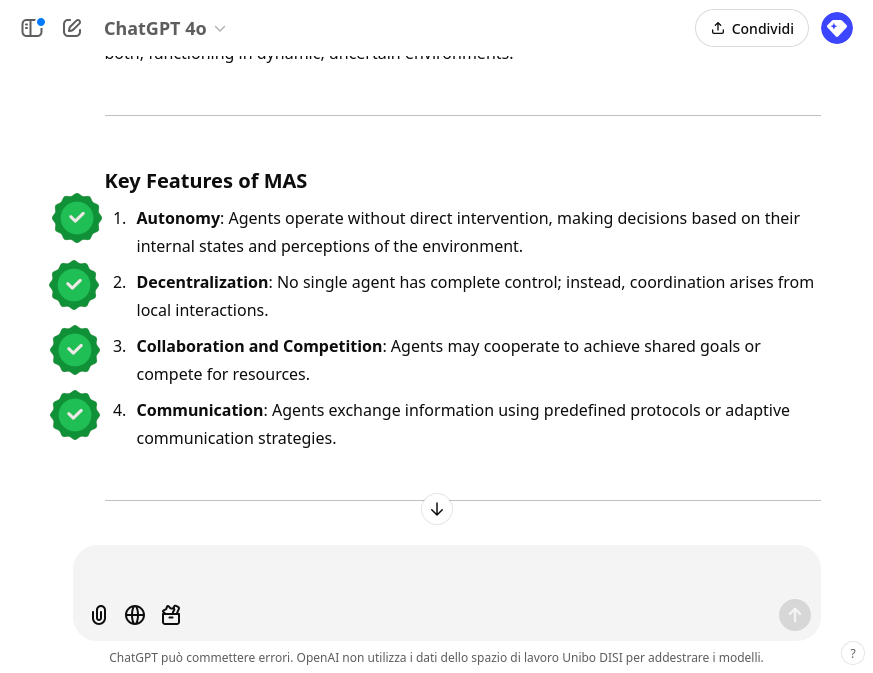 ChatGPT 4o
Condividi
both, functioning in dynamic, uncertain environments.
Key Features of MAS
1. Autonomy: Agents operate without direct intervention, making decisions based on their
internal states and perceptions of the environment.
2. Decentralization: No single agent has complete control; instead, coordination arises from
local interactions.
3. Collaboration and Competition: Agents may cooperate to achieve shared goals or
compete for resources.
4. Communication: Agents exchange information using predefined protocols or adaptive
communication strategies.
ChatGPT può commettere errori. OpenAI non utilizza i dati dello spazio di lavoro Unibo DISI per addestrare i modelli.
?